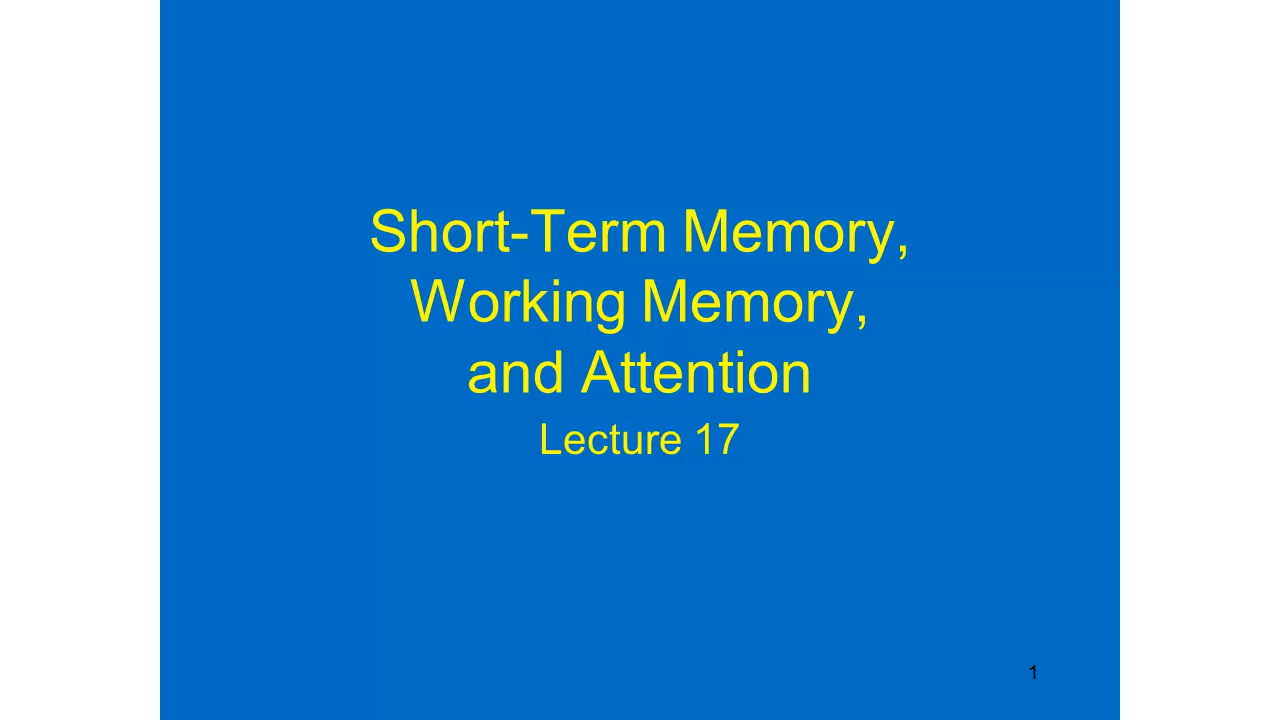 Short-Term Memory,
Working Memory,
and Attention
Lecture 17
1